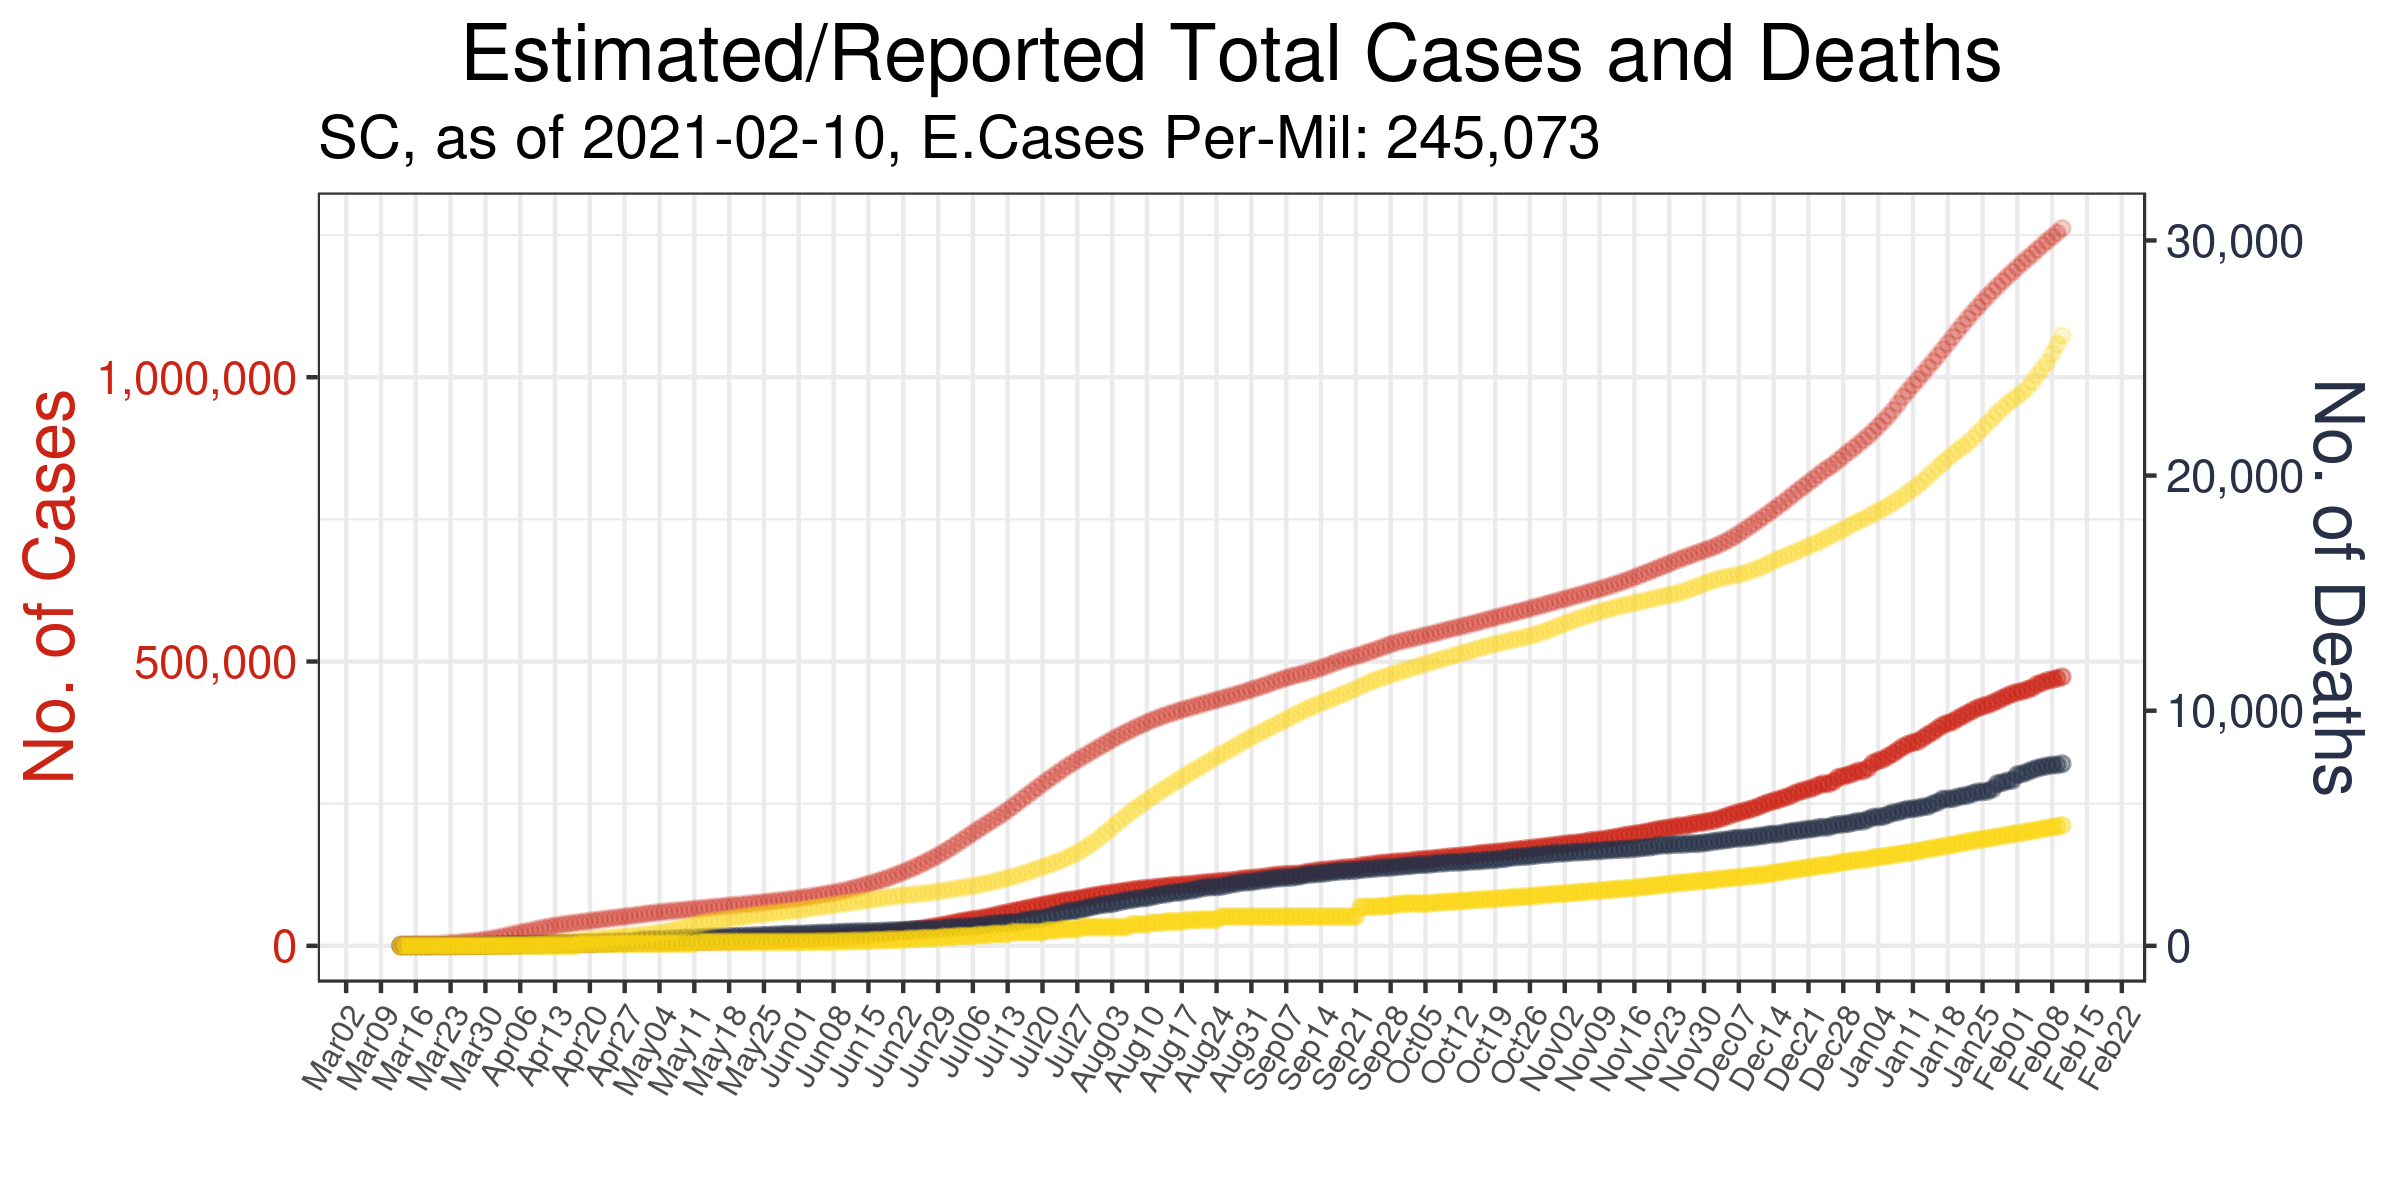 Estimated/Reported Total Cases and Deaths
SC, as of 2021-02-10, E.Cases Per-Mil: 245,073
No. of Cases
1,000,000
500,000
0
30,000
20,000
10,000
0
No. of Deaths
Mar02
Mar09
Mar16
Mar23
Mar30
Apr06
Apr13
Apr20
Apr27
May04
May11
May18
May25
Jun01
Jun08
Jun15
Jun22
Jun29
Jul06
Jul13
Jul20
Jul27
Aug03
Aug10
Aug17
Aug24
Aug31
Sep07
Sep14
Sep21
Sep28
Oct05
Oct12
Oct19
Oct26
Nov02
Nov09
Nov16
Nov23
Nov30
Dec07
Dec14
Dec21
Dec28
Jan04
Jan11
Jan18
Jan25
Feb01
Feb08
Feb15
Feb22